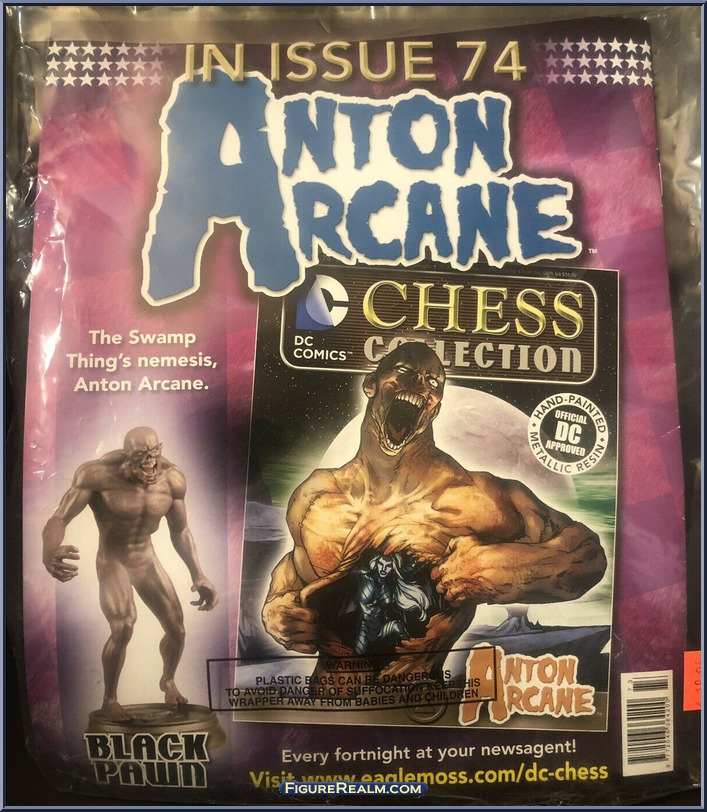 IN ISSUE 74
ANTON
ARCANE
™
DC
COMICS™
CHESS
COLLECTION
The Swamp
Thing's nemesis,
Anton Arcane.
HAND-PAINTED
OFFICIAL
DC
APPROVED
METALLIC RESIN
WARNING
PLASTIC BAGS CAN BE DANGEROUS
TO AVOID DANGER OF SUFFOCATION KEEP THIS
WRAPPER AWAY FROM BABIES AND CHILDREN
ANTON
ARCANE
BLACK
PAWN
Every fortnight at your newsagent!
Visit www.eaglemoss.com/dc-chess
FIGUREREALM.COM